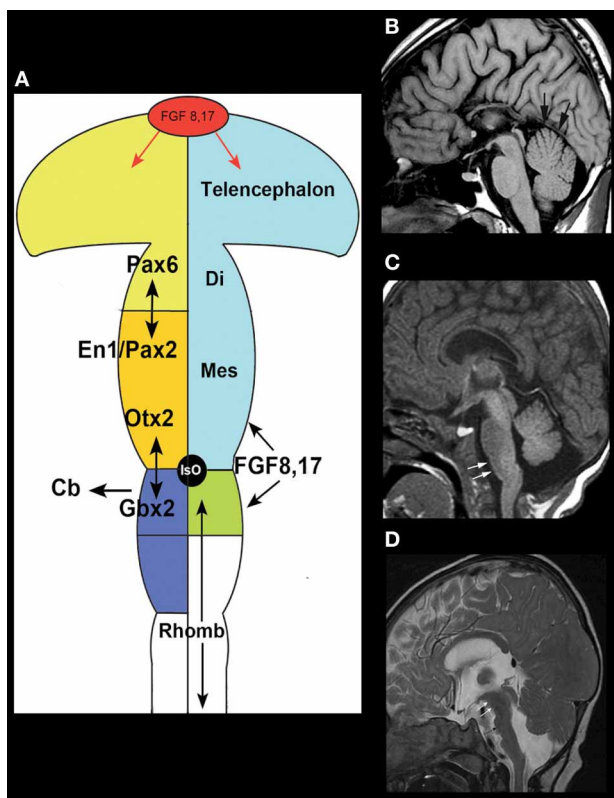 A
FGF 8,17
Telencephalon
Pax6
Di
En1/Pax2
Mes
Otx2
IsO
FGF8,17
Cb
Gbx2
Rhomb
B
C
D